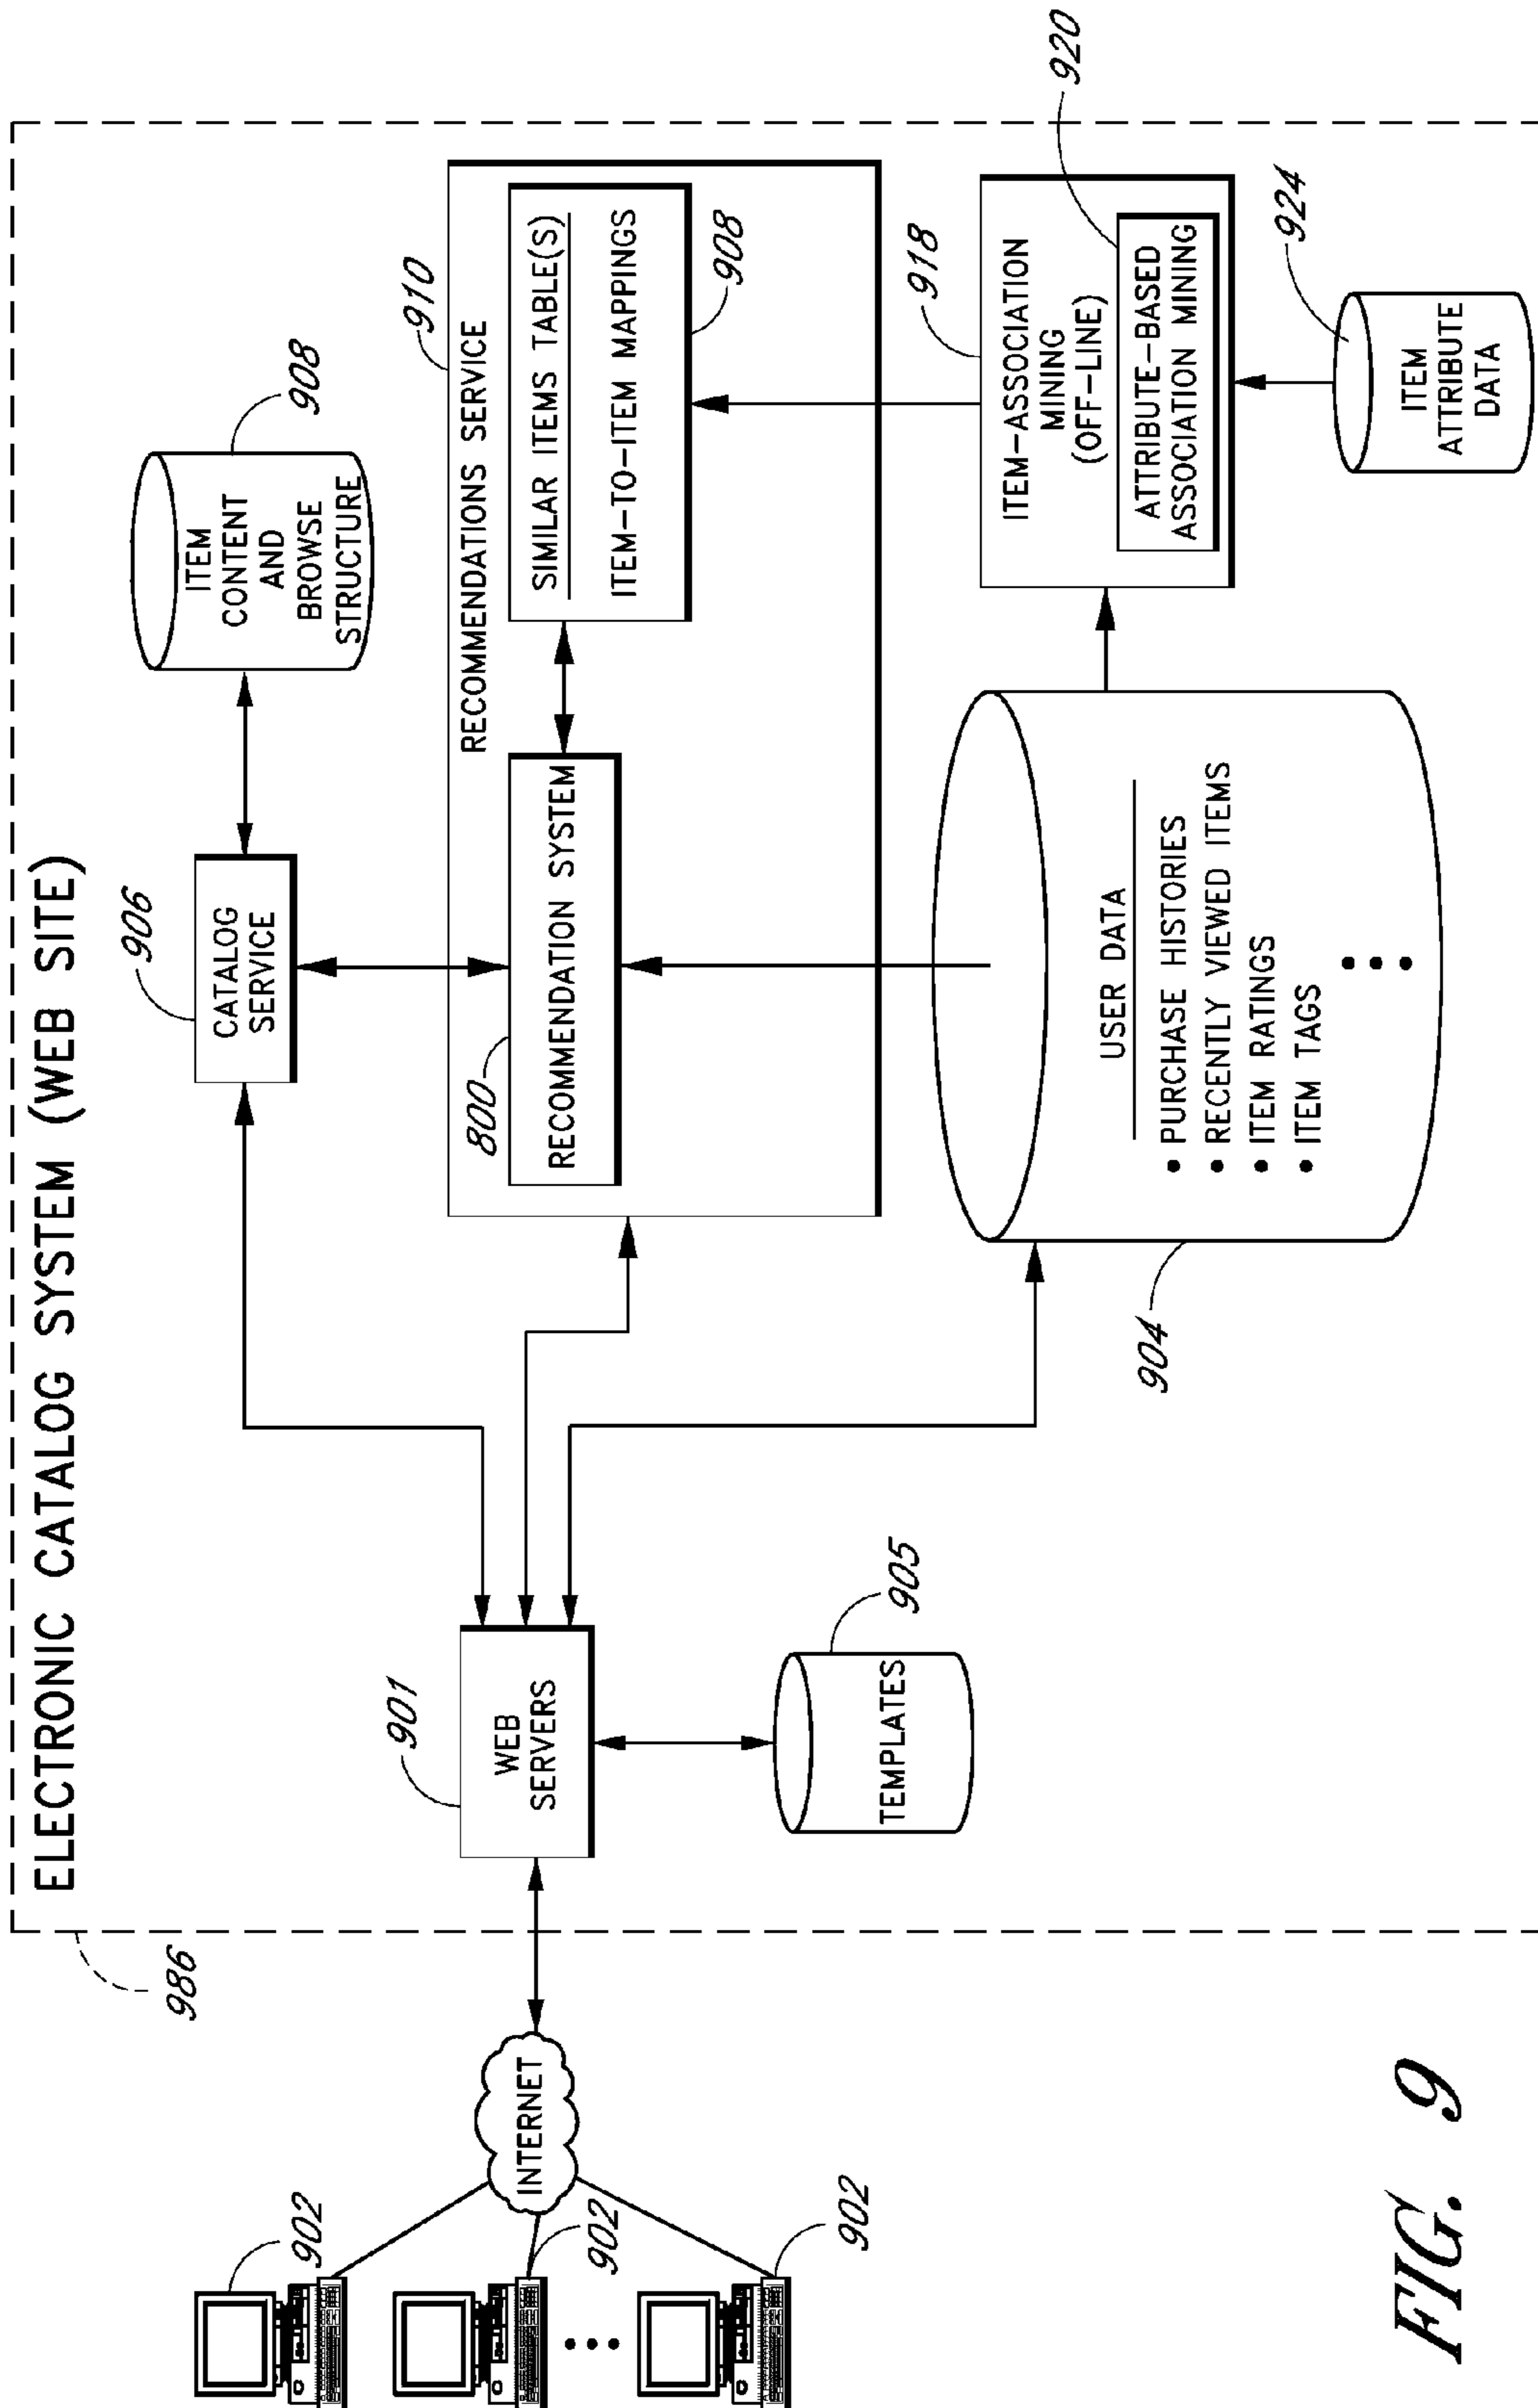 ELECTRONIC CATALOG SYSTEM (WEB SITE)
986
902
902
902
INTERNET
901
WEB
SERVERS
TEMPLATES
905
906
CATALOG
SERVICE
ITEM
CONTENT
AND
BROWSE
STRUCTURE
908
910
RECOMMENDATIONS SERVICE
800
RECOMMENDATION SYSTEM
SIMILAR ITEMS TABLE(S)
ITEM-TO-ITEM MAPPINGS
908
904
USER DATA
• PURCHASE HISTORIES
• RECENTLY VIEWED ITEMS
• ITEM RATINGS
• ITEM TAGS
918
ITEM-ASSOCIATION
MINING
(OFF-LINE)
ATTRIBUTE-BASED
ASSOCIATION MINING
920
ITEM
ATTRIBUTE
DATA
924
FIG. 9